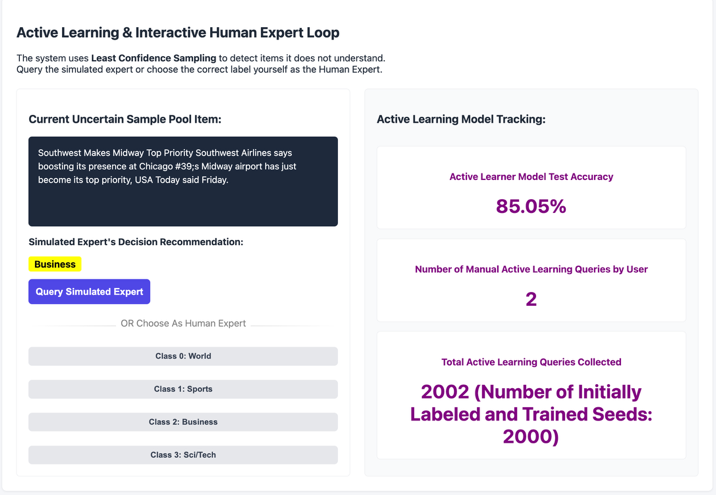 Active Learning & Interactive Human Expert Loop
The system uses Least Confidence Sampling to detect items it does not understand.
Query the simulated expert or choose the correct label yourself as the Human Expert.
Current Uncertain Sample Pool Item:
Southwest Makes Midway Top Priority Southwest Airlines says
boosting its presence at Chicago #39;s Midway airport has just
become its top priority, USA Today said Friday.
Simulated Expert's Decision Recommendation:
Business
Query Simulated Expert
OR Choose As Human Expert
Class 0: World
Class 1: Sports
Class 2: Business
Class 3: Sci/Tech
Active Learning Model Tracking:
Active Learner Model Test Accuracy
85.05%
Number of Manual Active Learning Queries by User
2
Total Active Learning Queries Collected
2002 (Number of Initially
Labeled and Trained Seeds:
2000)